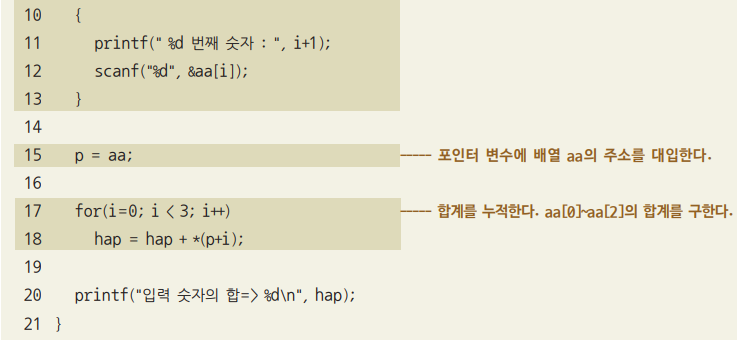 10 {
11 printf(" %d 번째 숫자 : ", i+1);
12 scanf("%d", &aa[i]);
13 }
14
15 p = aa; ----- 포인터 변수에 배열 aa의 주소를 대입한다.
16
17 for(i=0; i < 3; i++) ----- 합계를 누적한다. aa[0]~aa[2]의 합계를 구한다.
18 hap = hap + *(p+i);
19
20 printf("입력 숫자의 합=> %d\n", hap);
21 }